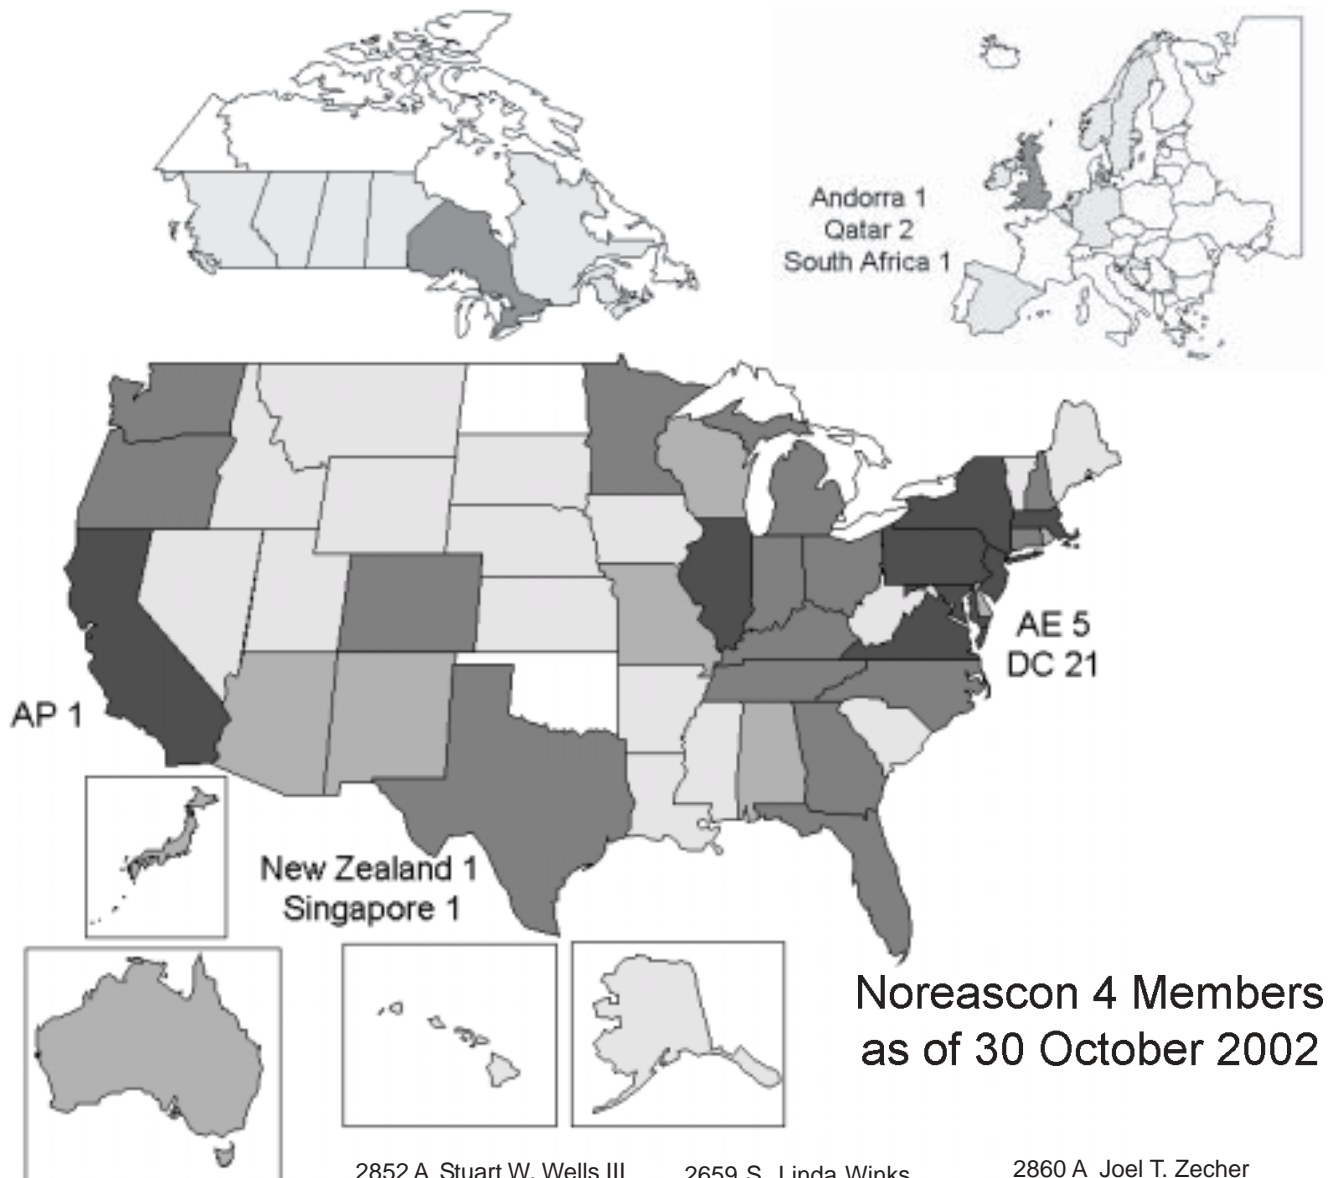 Andorra 1
Qatar 2
South Africa 1
AE 5
DC 21
AP 1
New Zealand 1
Singapore 1
Noreascon 4 Members
as of 30 October 2002
2852 A Stuart W. Wells III
2659 S Linda Winks
2860 A Joel T. Zecher